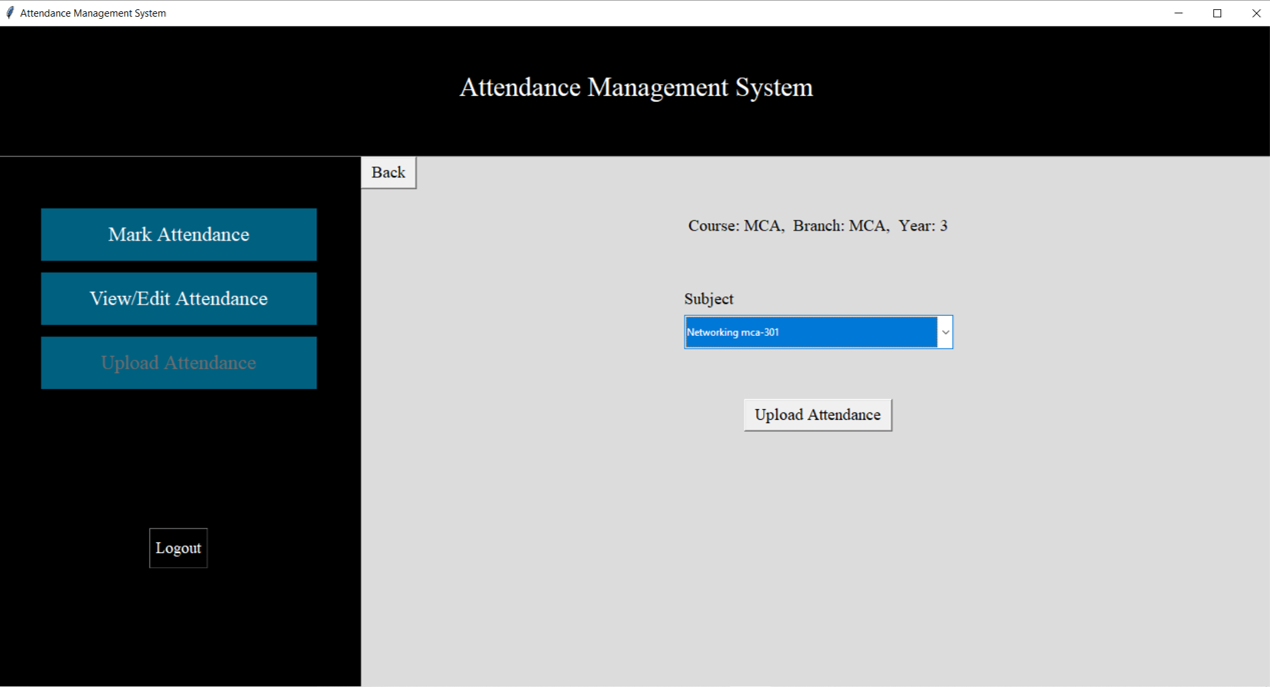 Attendance Management System
Attendance Management System
Back
Mark Attendance
View/Edit Attendance
Upload Attendance
Logout
Course: MCA,  Branch: MCA,  Year: 3
Subject
Networking mca-301
Upload Attendance